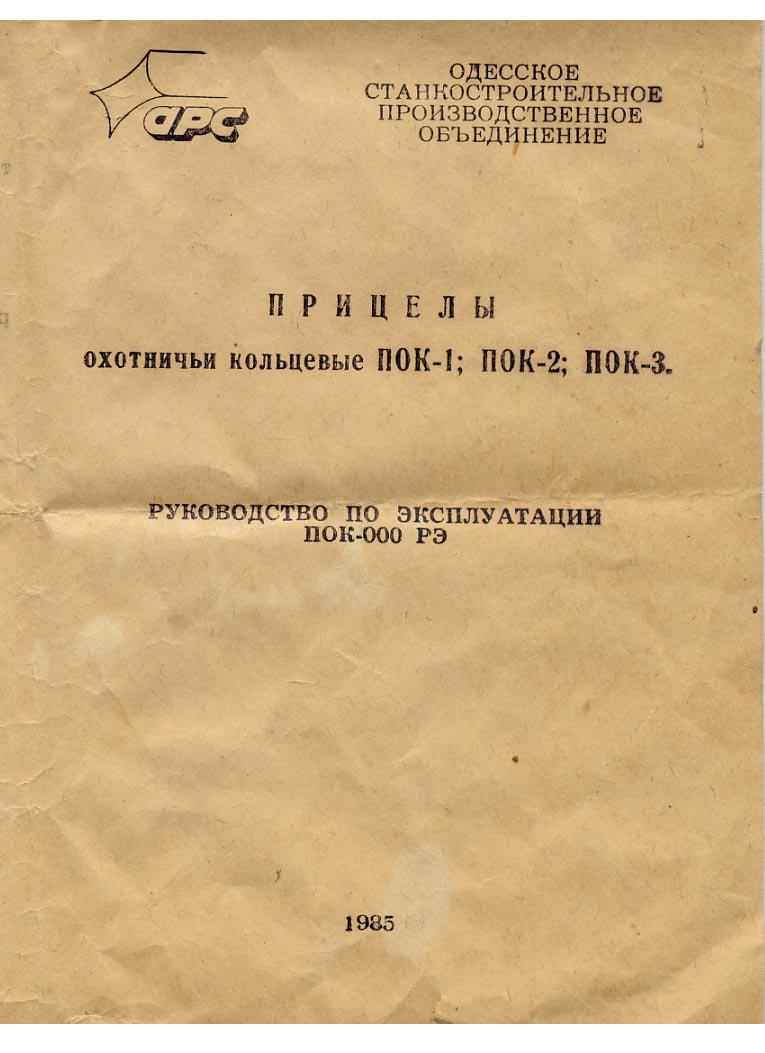 арс
ОДЕССКОЕ
СТАНКОСТРОИТЕЛЬНОЕ
ПРОИЗВОДСТВЕННОЕ
ОБЪЕДИНЕНИЕ
ПРИЦЕЛЫ
охотничьи кольцевые ПОК-1; ПОК-2; ПОК-3.
РУКОВОДСТВО ПО ЭКСПЛУАТАЦИИ
ПОК-000 РЭ
1985